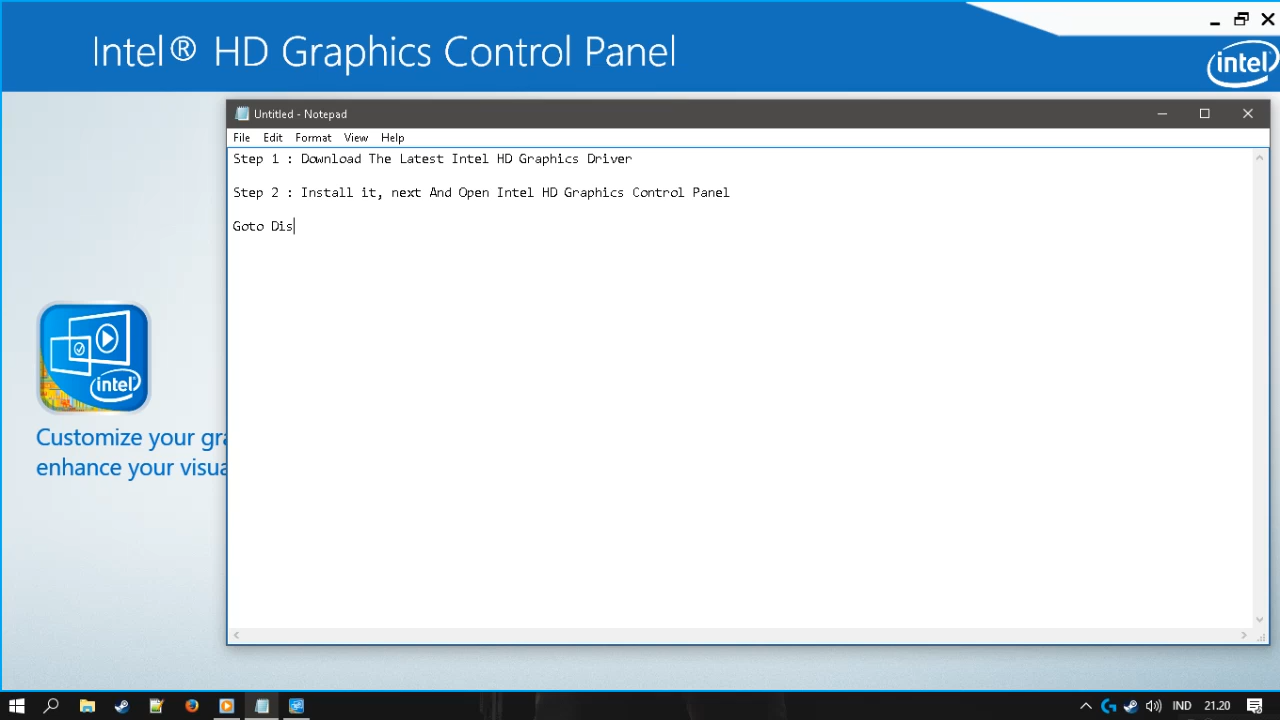 Intel® HD Graphics Control Panel
intel
Untitled - Notepad
File Edit Format View Help
Step 1 : Download The Latest Intel HD Graphics Driver
Step 2 : Install it, next And Open Intel HD Graphics Control Panel
Goto Dis
intel
Customize your gra
enhance your visua
IND 21.20